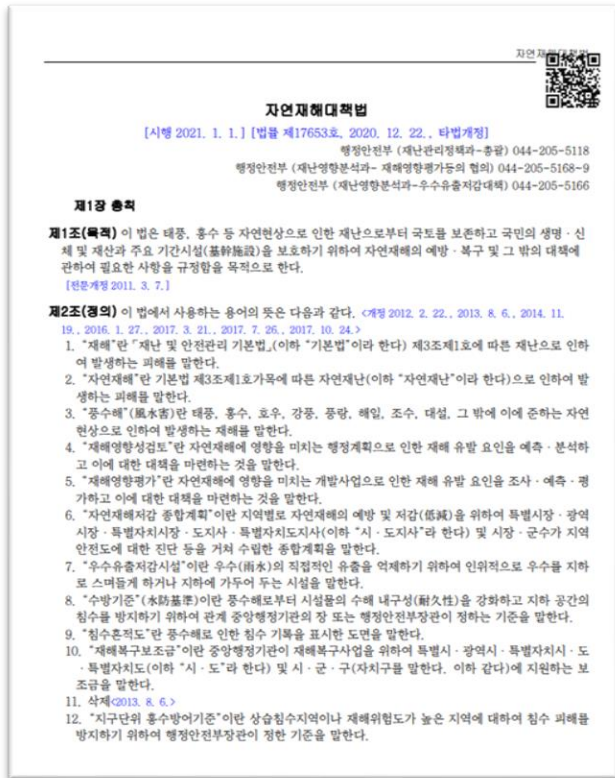 자연재해대책법
자연재해대책법
[시행 2021. 1. 1.] [법률 제17653호, 2020. 12. 22., 타법개정]
행정안전부 (재난관리정책과-총괄) 044-205-5118
행정안전부 (재난영향분석과- 재해영향평가등의 협의) 044-205-5168~9
행정안전부 (재난영향분석과-우수유출저감대책) 044-205-5166
제1장 총칙
제1조(목적) 이 법은 태풍, 홍수 등 자연현상으로 인한 재난으로부터 국토를 보존하고 국민의 생명ㆍ신
체 및 재산과 주요 기간시설(基幹施設)을 보호하기 위하여 자연재해의 예방ㆍ복구 및 그 밖의 대책에
관하여 필요한 사항을 규정함을 목적으로 한다.
[전문개정 2011. 3. 7.]
제2조(정의) 이 법에서 사용하는 용어의 뜻은 다음과 같다. <개정 2012. 2. 22., 2013. 8. 6., 2014. 11.
19., 2016. 1. 27., 2017. 3. 21., 2017. 7. 26., 2017. 10. 24.>
1. "재해"란 「재난 및 안전관리 기본법」(이하 "기본법"이라 한다) 제3조제1호에 따른 재난으로 인하
여 발생하는 피해를 말한다.
2. "자연재해"란 기본법 제3조제1호가목에 따른 자연재난(이하 "자연재난"이라 한다)으로 인하여 발
생하는 피해를 말한다.
3. "풍수해"(風水害)란 태풍, 홍수, 호우, 강풍, 풍랑, 해일, 조수, 대설, 그 밖에 이에 준하는 자연
현상으로 인하여 발생하는 재해를 말한다.
4. "재해영향성검토"란 자연재해에 영향을 미치는 행정계획으로 인한 재해 유발 요인을 예측ㆍ분석하
고 이에 대한 대책을 마련하는 것을 말한다.
5. "재해영향평가"란 자연재해에 영향을 미치는 개발사업으로 인한 재해 유발 요인을 조사ㆍ예측ㆍ평
가하고 이에 대한 대책을 마련하는 것을 말한다.
6. "자연재해저감 종합계획"이란 지역별로 자연재해의 예방 및 저감(低減)을 위하여 특별시장ㆍ광역
시장ㆍ특별자치시장ㆍ도지사ㆍ특별자치도지사(이하 "시ㆍ도지사"라 한다) 및 시장ㆍ군수가 지역
안전도에 대한 진단 등을 거쳐 수립한 종합계획을 말한다.
7. "우수유출저감시설"이란 우수(雨水)의 직접적인 유출을 억제하기 위하여 인위적으로 우수를 지하
로 스며들게 하거나 지하에 가두어 두는 시설을 말한다.
8. "수방기준"(水防基準)이란 풍수해로부터 시설물의 수해 내구성(耐久性)을 강화하고 지하 공간의
침수를 방지하기 위하여 관계 중앙행정기관의 장 또는 행정안전부장관이 정하는 기준을 말한다.
9. "침수흔적도"란 풍수해로 인한 침수 기록을 표시한 도면을 말한다.
10. "재해복구보조금"이란 중앙행정기관이 재해복구사업을 위하여 특별시ㆍ광역시ㆍ특별자치시ㆍ도
ㆍ특별자치도(이하 "시ㆍ도"라 한다) 및 시ㆍ군ㆍ구(자치구를 말한다. 이하 같다)에 지원하는 보
조금을 말한다.
11. 삭제<2013. 8. 6.>
12. "지구단위 홍수방어기준"이란 상습침수지역이나 재해위험도가 높은 지역에 대하여 침수 피해를
방지하기 위하여 행정안전부장관이 정한 기준을 말한다.